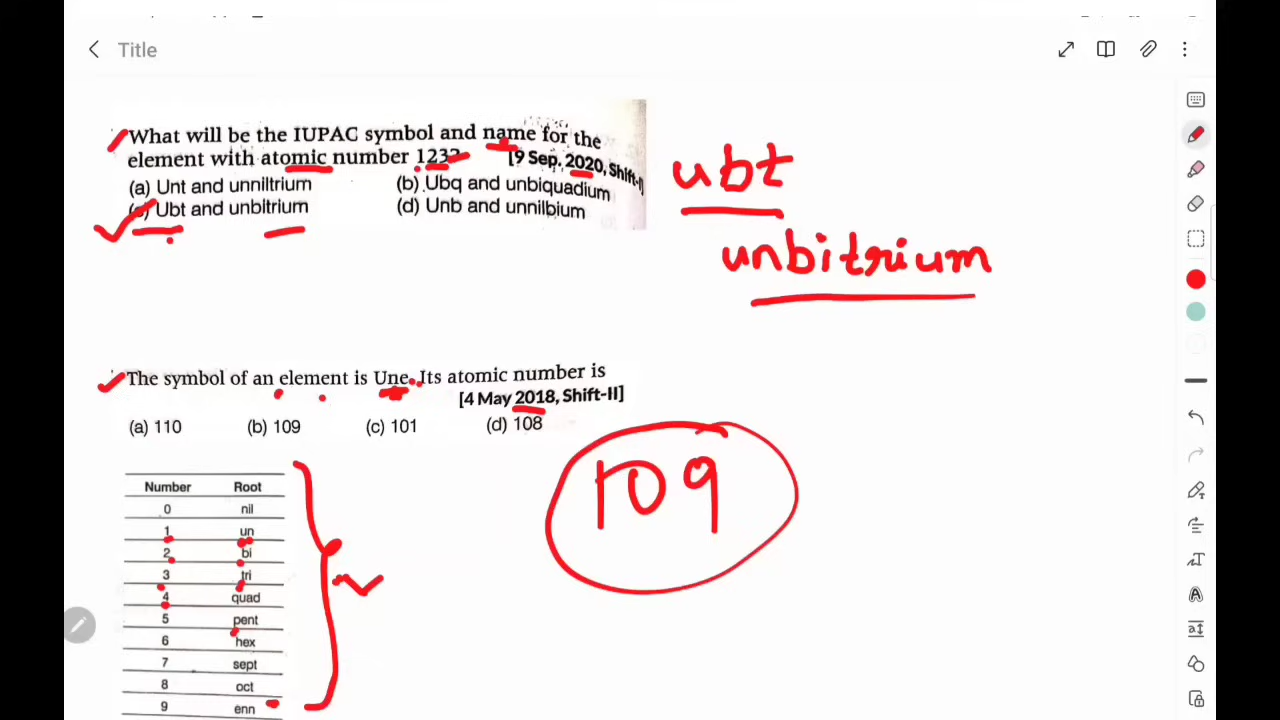 Title
What will be the IUPAC symbol and name for the
element with atomic number 123?
[9 Sep. 2020, Shift-I]
(a) Unt and unniltrium (b) Ubq and unbiquadium
(c) Ubt and unbitrium (d) Unb and unnilbium
ubt
unbitrium
The symbol of an element is Une. Its atomic number is
[4 May 2018, Shift-II]
(a) 110 (b) 109 (c) 101 (d) 108
109
Number Root
0 nil
1 un
2 bi
3 tri
4 quad
5 pent
6 hex
7 sept
8 oct
9 enn